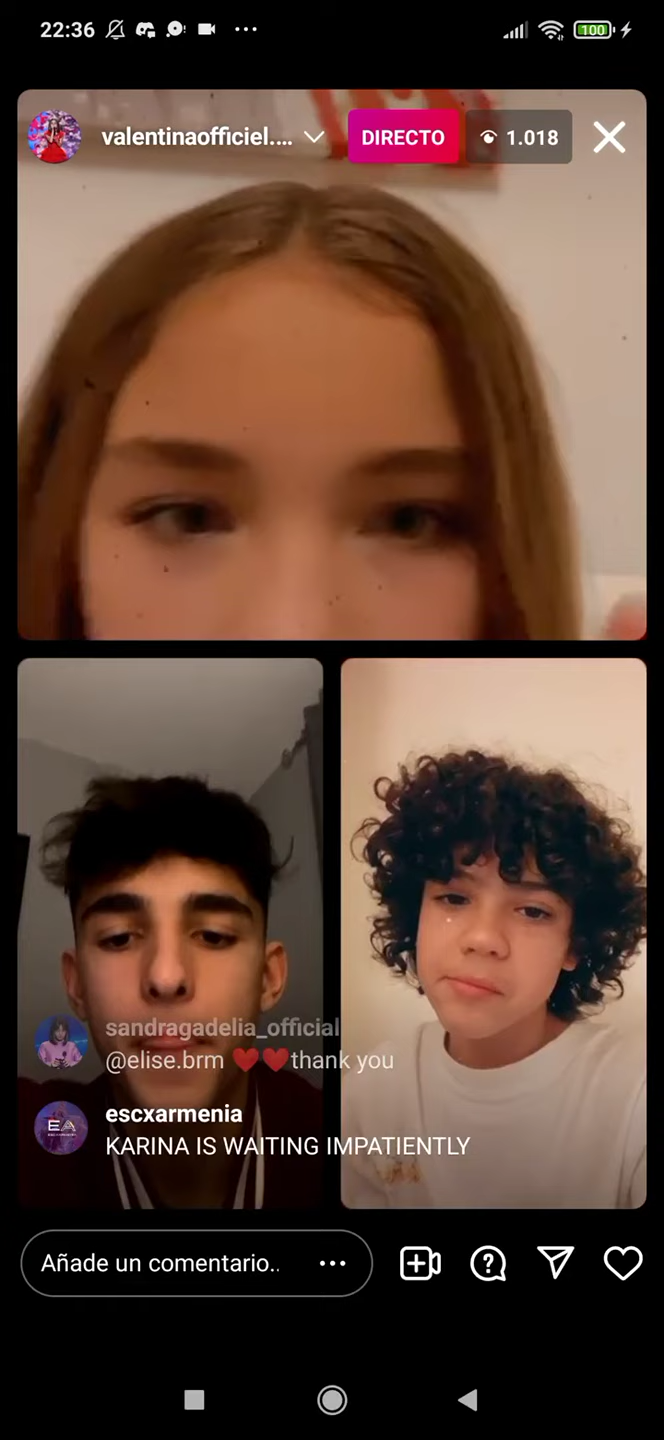 22:36
100
valentinaofficiel....
DIRECTO
1.018
sandragadelia_official
@elise.brm ❤️❤️thank you
EA
escxarmenia
KARINA IS WAITING IMPATIENTLY
Añade un comentario..